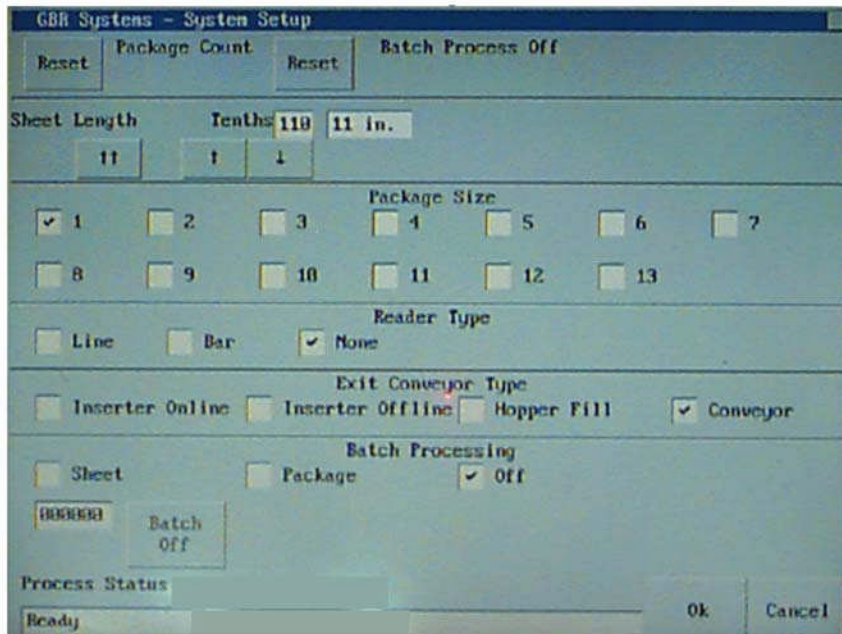 GBR Systems - System Setup
Reset Package Count Reset Batch Process Off
Sheet Length Tenths 110 11 in.
↑↑ ↑ ↓
Package Size
1 2 3 4 5 6 7
8 9 10 11 12 13
Reader Type
Line Bar None
Exit Conveyor Type
Inserter Online Inserter Offline Hopper Fill Conveyor
Batch Processing
Sheet Package Off
000000 Batch
Off
Process Status
Ready Ok Cancel